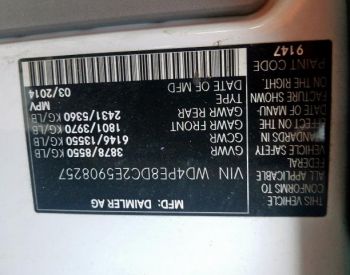 MFD: DAIMLER AG
VIN WD4PE8DC2E5908257
GVWR 3878/8550 KG/LB
GCWR 6146/13550 KG/LB
GAWR FRONT 1801/3970 KG/LB
GAWR REAR 2431/5360 KG/LB
TYPE MPV
DATE OF MFD 03/2014
THIS VEHICLE
CONFORMS TO ALL
APPLICABLE
FEDERAL
VEHICLE SAFETY
STANDARDS IN
EFFECT ON THE
DATE OF MANU-
FACTURE SHOWN
ON THE RIGHT.
PAINT CODE
9147